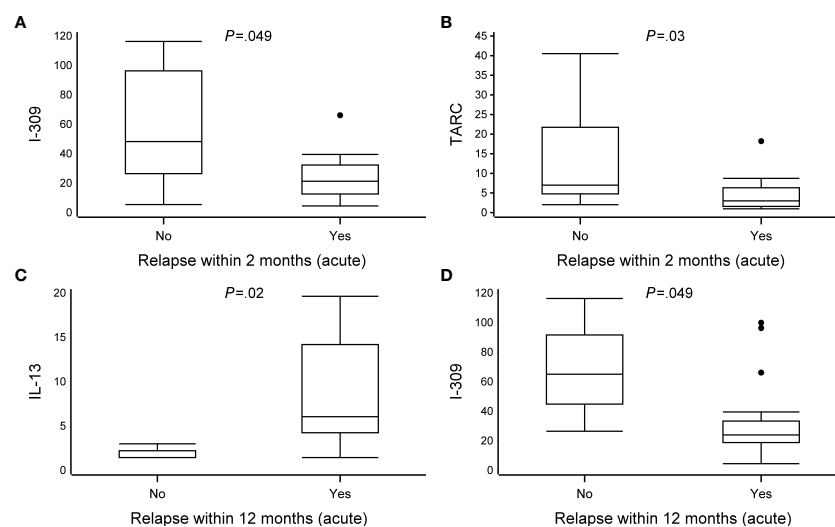 A
P=.049
I-309
120
100
80
60
40
20
0
No
Yes
Relapse within 2 months (acute)
B
P=.03
TARC
45
40
35
30
25
20
15
10
5
0
No
Yes
Relapse within 2 months (acute)
C
P=.02
IL-13
20
15
10
5
0
No
Yes
Relapse within 12 months (acute)
D
P=.049
I-309
120
100
80
60
40
20
0
No
Yes
Relapse within 12 months (acute)